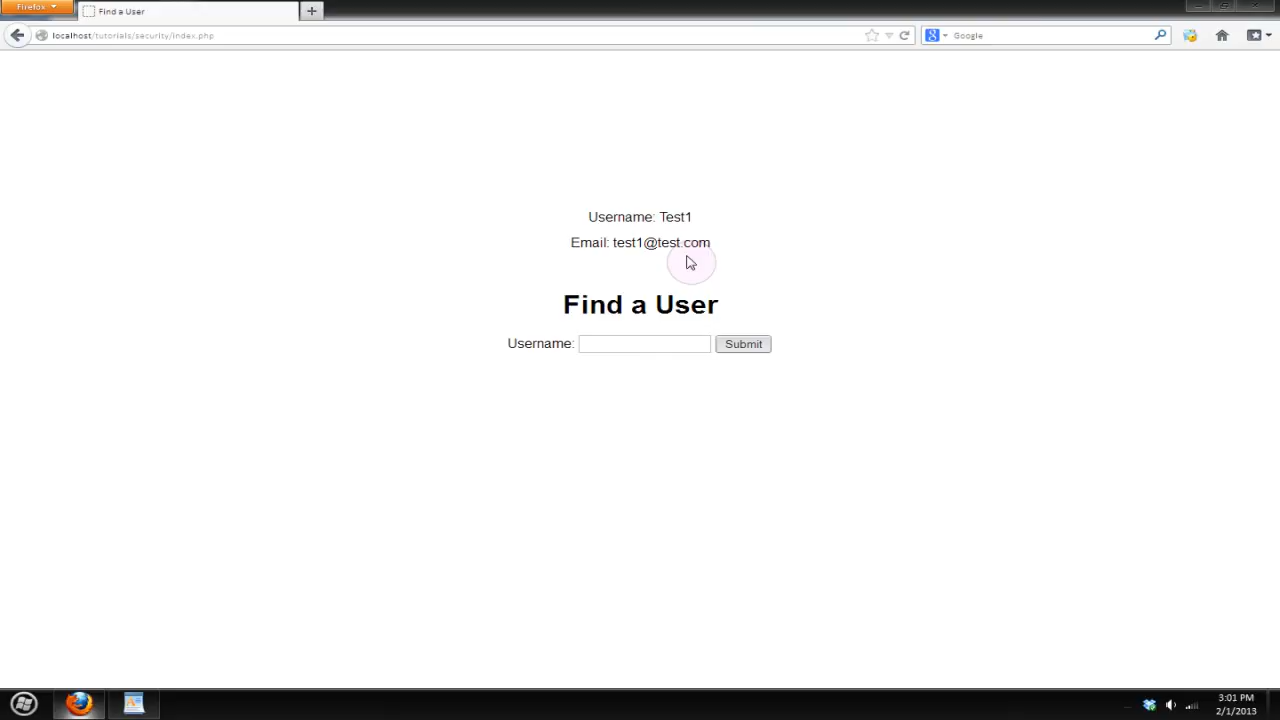 Firefox
Find a User
localhost/tutorials/security/index.php
Google
Username: Test1
Email: test1@test.com
Find a User
Username:
Submit
3:01 PM
2/1/2013